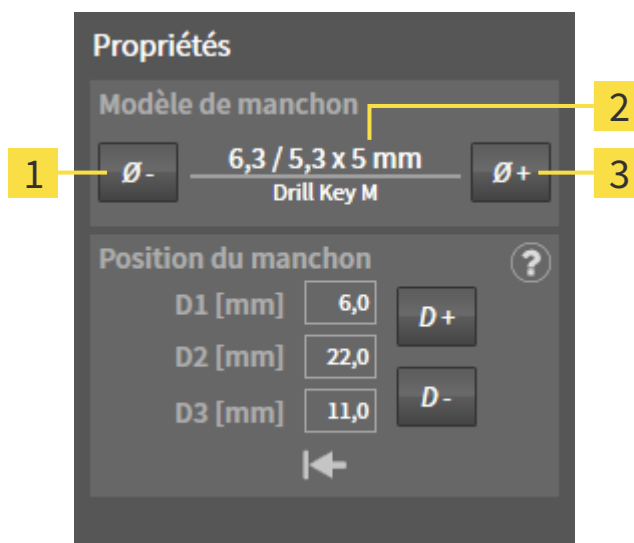 Propriétés
Modèle de manchon
2
1
Ø -
6,3 / 5,3 x 5 mm
Drill Key M
Ø +
3
Position du manchon
?
D1 [mm]
6,0
D +
D2 [mm]
22,0
D3 [mm]
11,0
D -